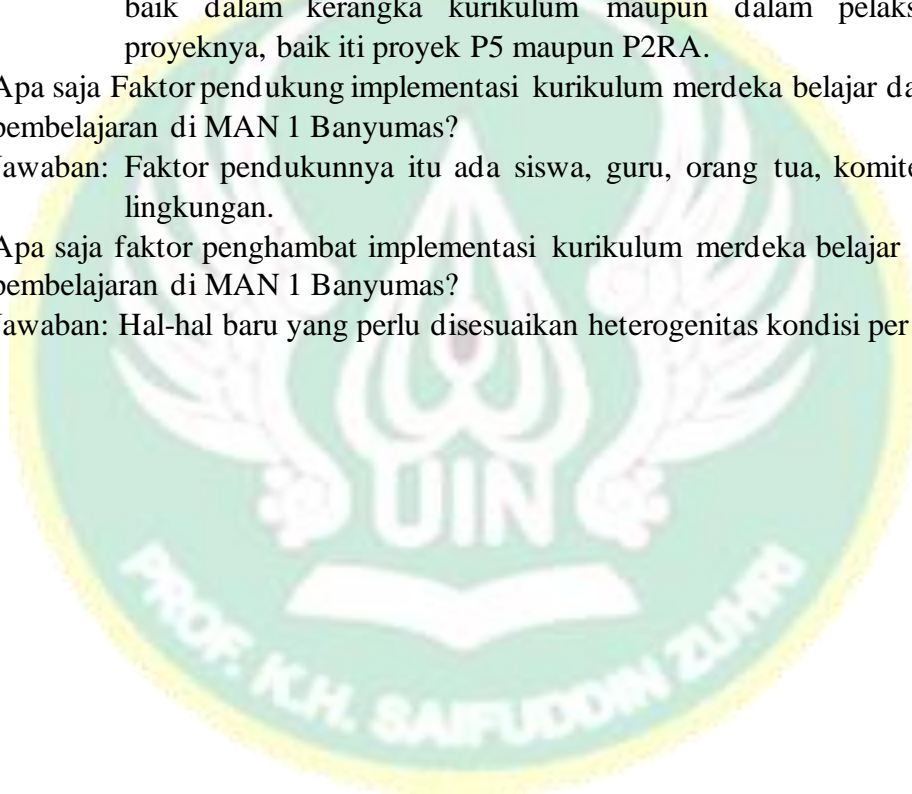 baik dalam kerangka kurikulum maupun dalam pelaks
proyeknya, baik iti proyek P5 maupun P2RA.
Apa saja Faktor pendukung implementasi kurikulum merdeka belajar da
pembelajaran di MAN 1 Banyumas?
Jawaban: Faktor pendukunnya itu ada siswa, guru, orang tua, komite
lingkungan.
Apa saja faktor penghambat implementasi kurikulum merdeka belajar
pembelajaran di MAN 1 Banyumas?
Jawaban: Hal-hal baru yang perlu disesuaikan heterogenitas kondisi per
UIN
PROF. K.H. SAIFUDDIN ZUHRI